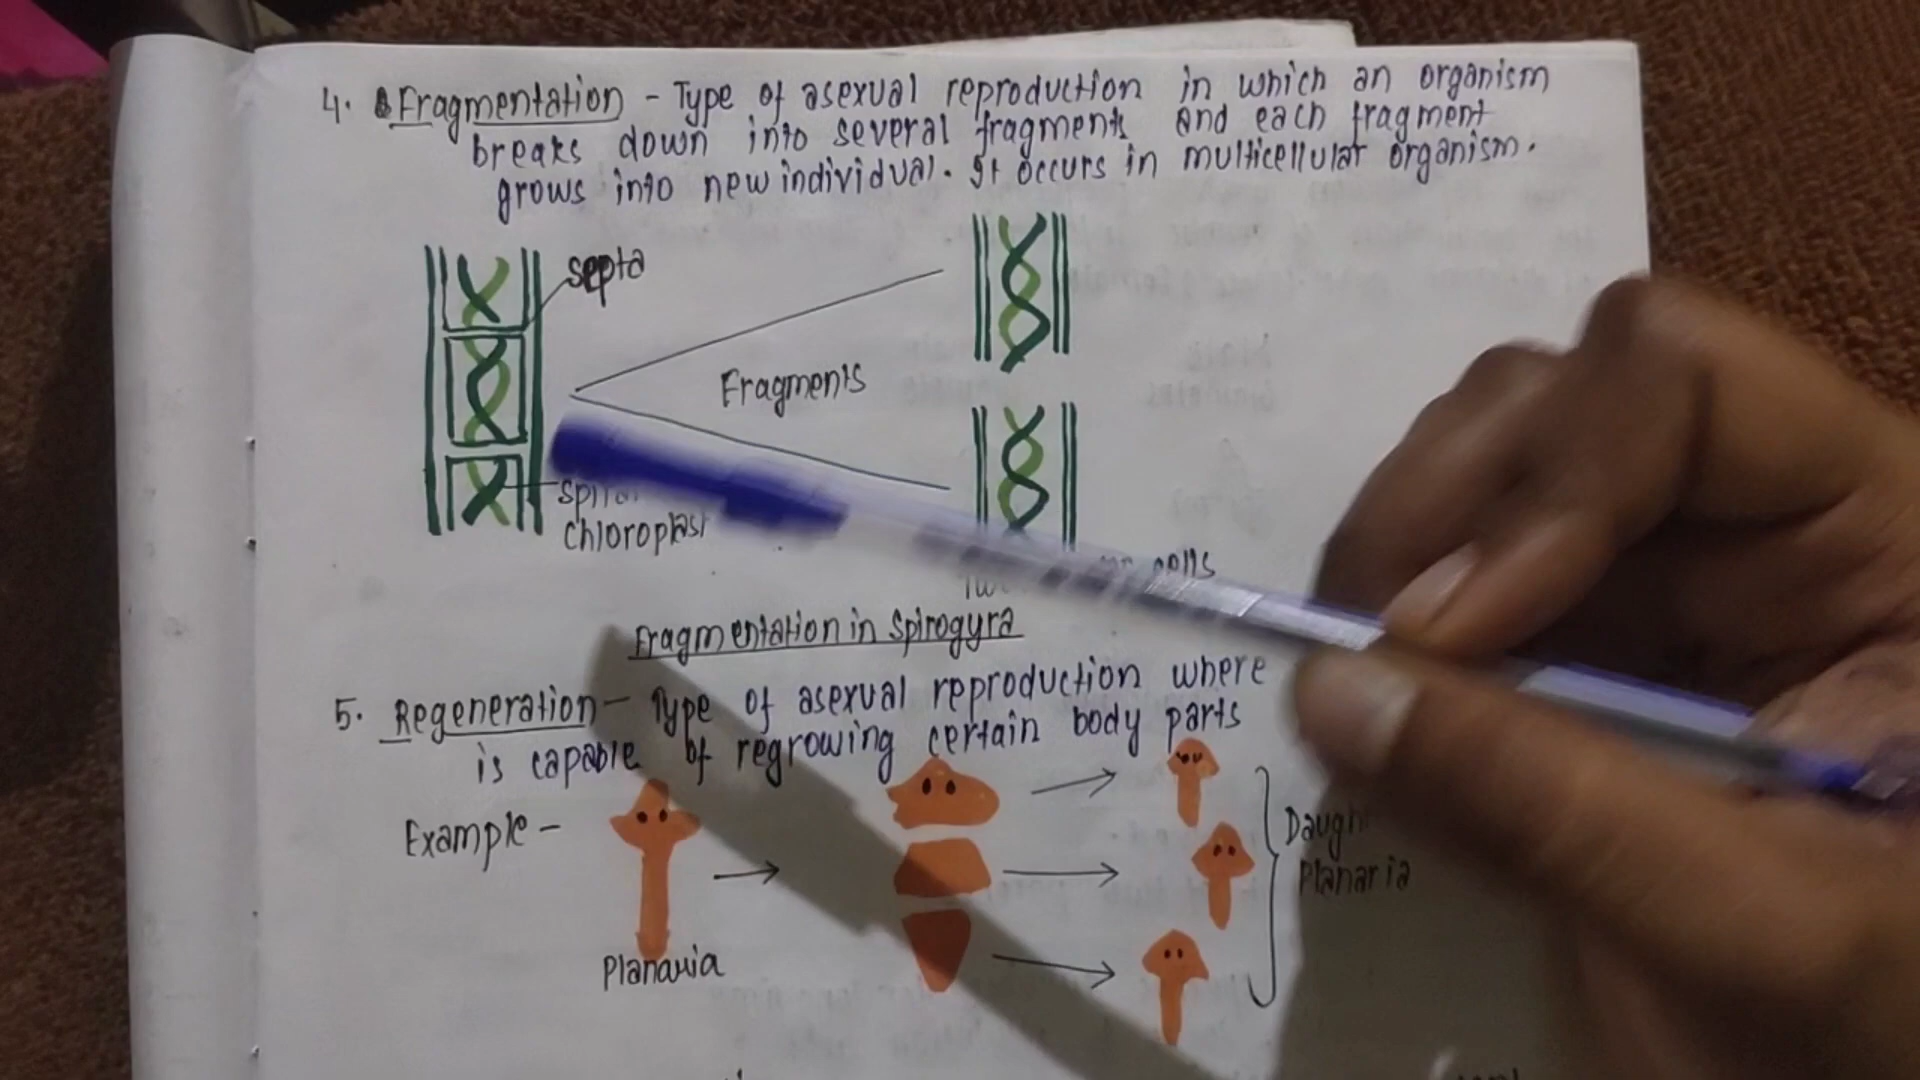 4. Fragmentation - Type of asexual reproduction in which an organism
breaks down into several fragments and each fragment
grows into new individual. It occurs in multicellular organism.
septa
Fragments
chloroplast
cells
Fragmentation in Spirogyra
5. Regeneration - Type of asexual reproduction where
is capable of regrowing certain body parts
Example -
Planaria
Planaria